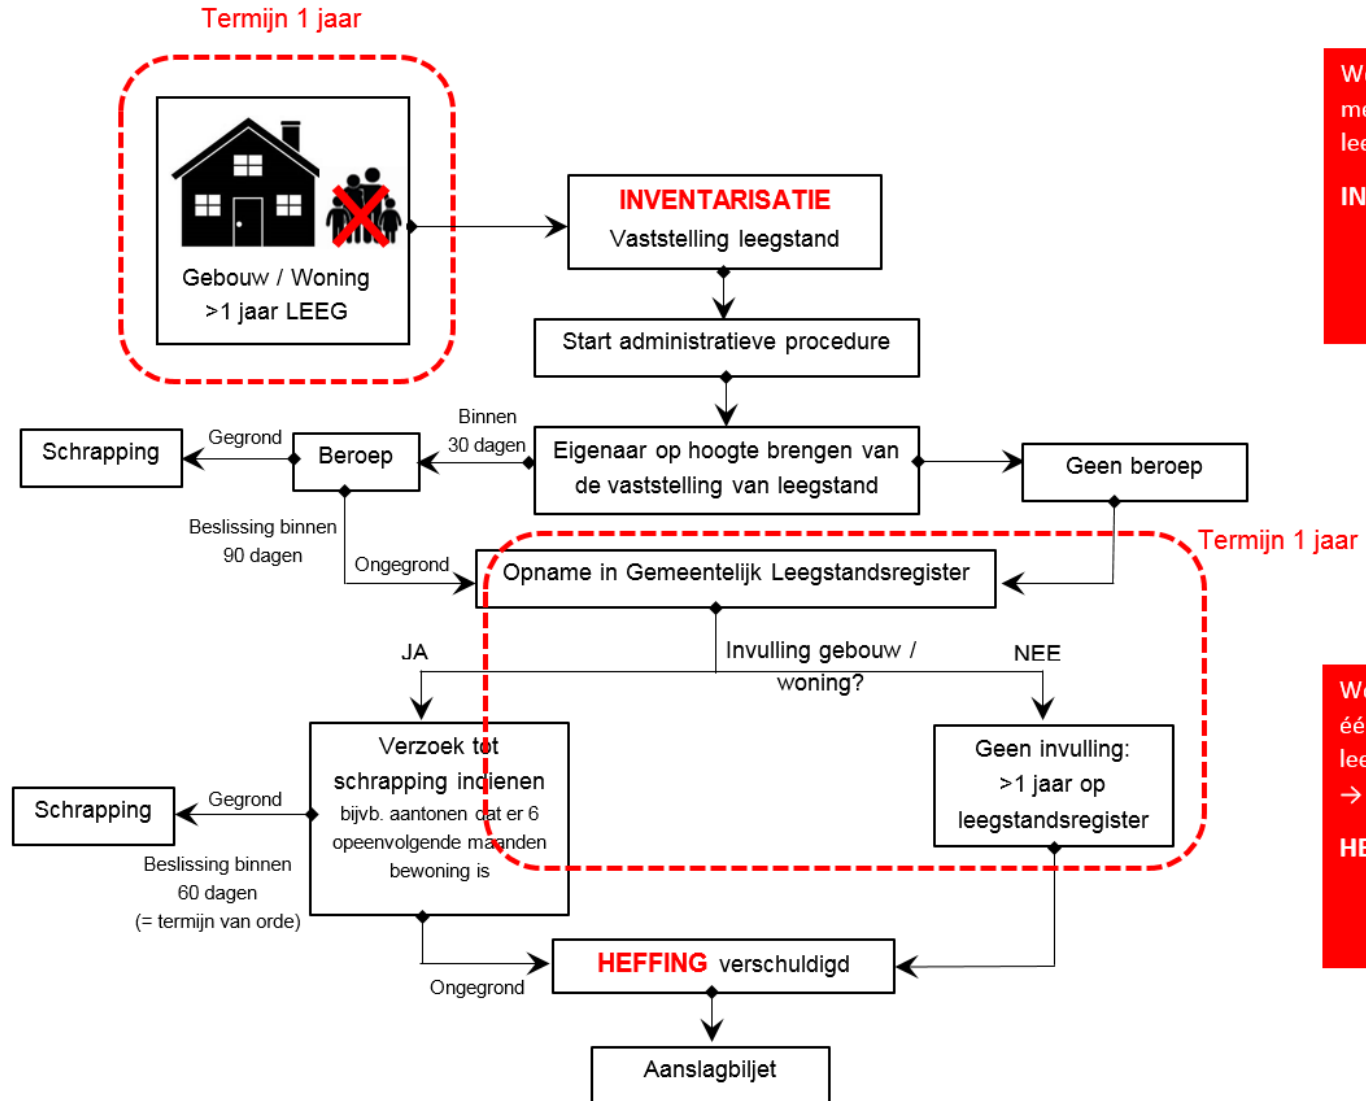 Termijn 1 jaar
Gebouw / Woning
>1 jaar LEEG
INVENTARISATIE
Vaststelling leegstand
Start administratieve procedure
Eigenaar op hoogte brengen van
de vaststelling van leegstand
Binnen
30 dagen
Beroep
Gegrond
Schrapping
Geen beroep
Beslissing binnen
90 dagen
Ongegrond
Termijn 1 jaar
Opname in Gemeentelijk Leegstandsregister
JA
Invulling gebouw /
woning?
NEE
Verzoek tot
schrapping indienen
bijvb. aantonen dat er 6
opeenvolgende maanden
bewoning is
Geen invulling:
>1 jaar op
leegstandsregister
Gegrond
Schrapping
Beslissing binnen
60 dagen
(= termijn van orde)
Ongegrond
HEFFING verschuldigd
Aanslagbiljet
lee
IN
éé
lee
→